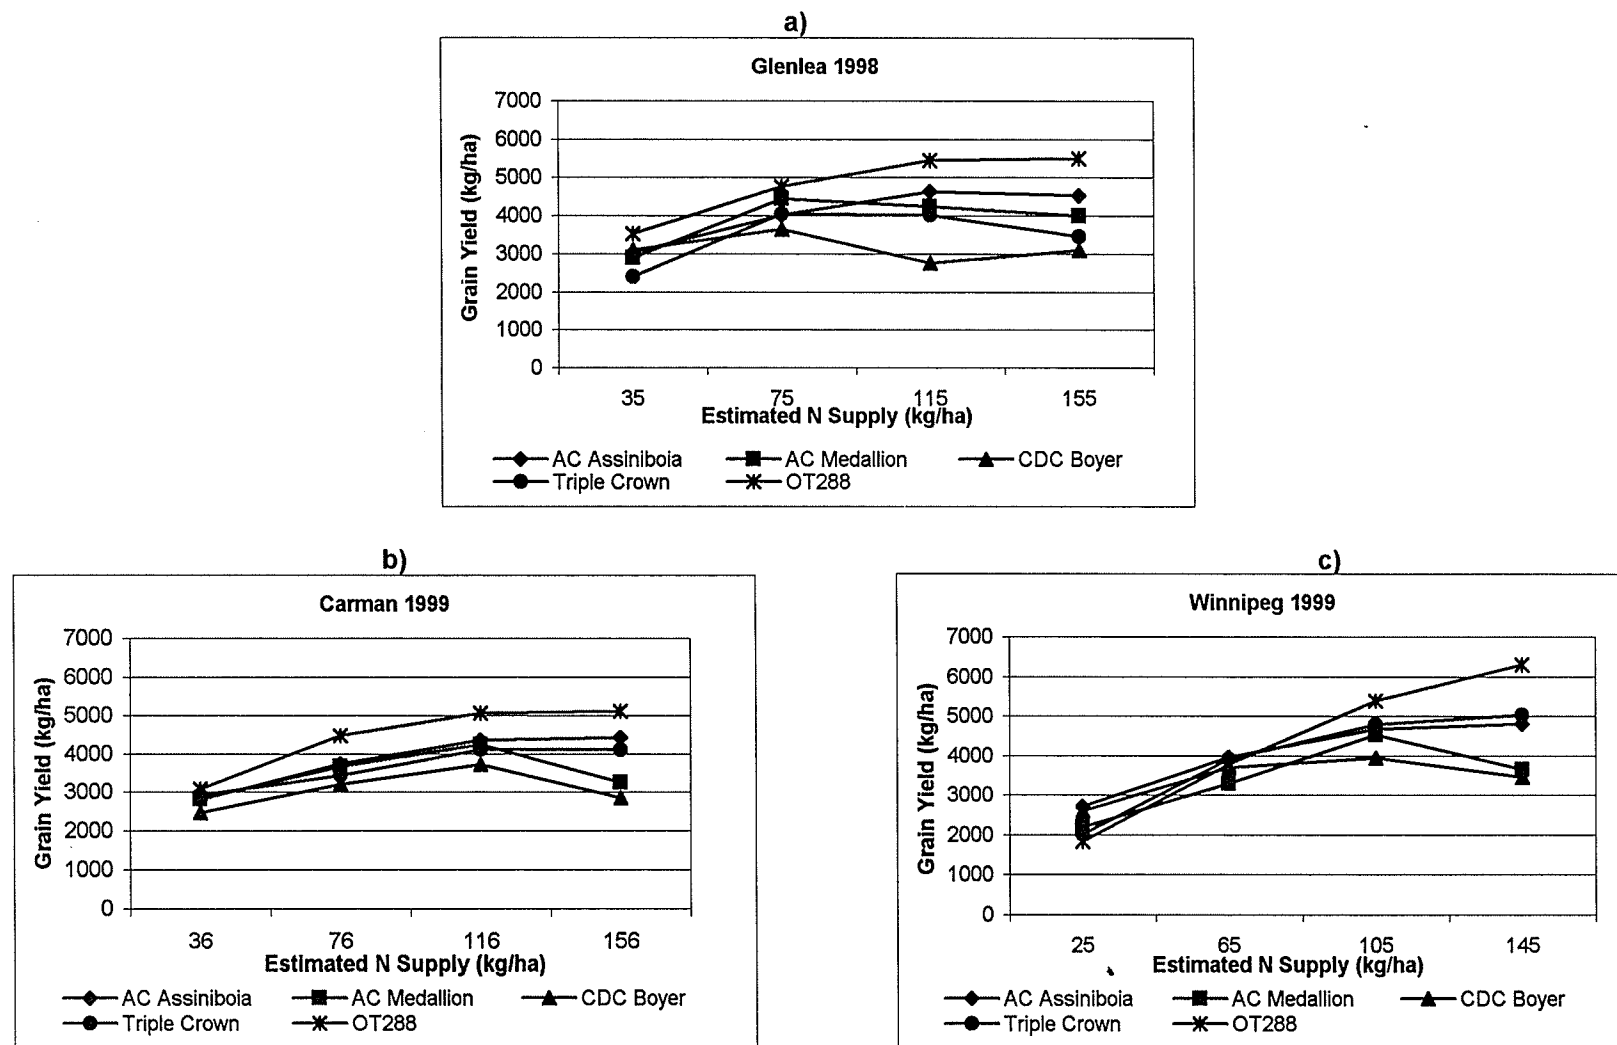 a)
Glenlea 1998
Grain Yield (kg/ha)
7000
6000
5000
4000
3000
2000
1000
0
35 75 115 155
Estimated N Supply (kg/ha)
AC Assiniboia AC Medallion CDC Boyer
Triple Crown OT288
b)
Carman 1999
Grain Yield (kg/ha)
7000
6000
5000
4000
3000
2000
1000
0
36 76 116 156
Estimated N Supply (kg/ha)
AC Assiniboia AC Medallion CDC Boyer
Triple Crown OT288
c)
Winnipeg 1999
Grain Yield (kg/ha)
7000
6000
5000
4000
3000
2000
1000
0
25 65 105 145
Estimated N Supply (kg/ha)
AC Assiniboia AC Medallion CDC Boyer
Triple Crown OT288